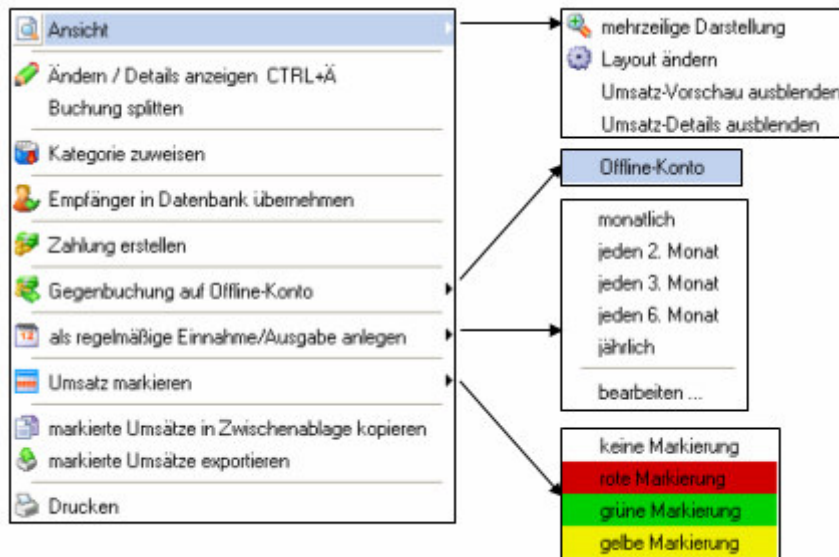 Ansicht
Ändern / Details anzeigen CTRL+Ä
Buchung splitten
Kategorie zuweisen
Empfänger in Datenbank übernehmen
Zahlung erstellen
Gegenbuchung auf Offline-Konto
als regelmäßige Einnahme/Ausgabe anlegen
Umsatz markieren
markierte Umsätze in Zwischenablage kopieren
markierte Umsätze exportieren
Drucken
mehrzeilige Darstellung
Layout ändern
Umsatz-Vorschau ausblenden
Umsatz-Details ausblenden
Offline-Konto
monatlich
jeden 2. Monat
jeden 3. Monat
jeden 6. Monat
jährlich
bearbeiten ...
keine Markierung
rote Markierung
grüne Markierung
gelbe Markierung